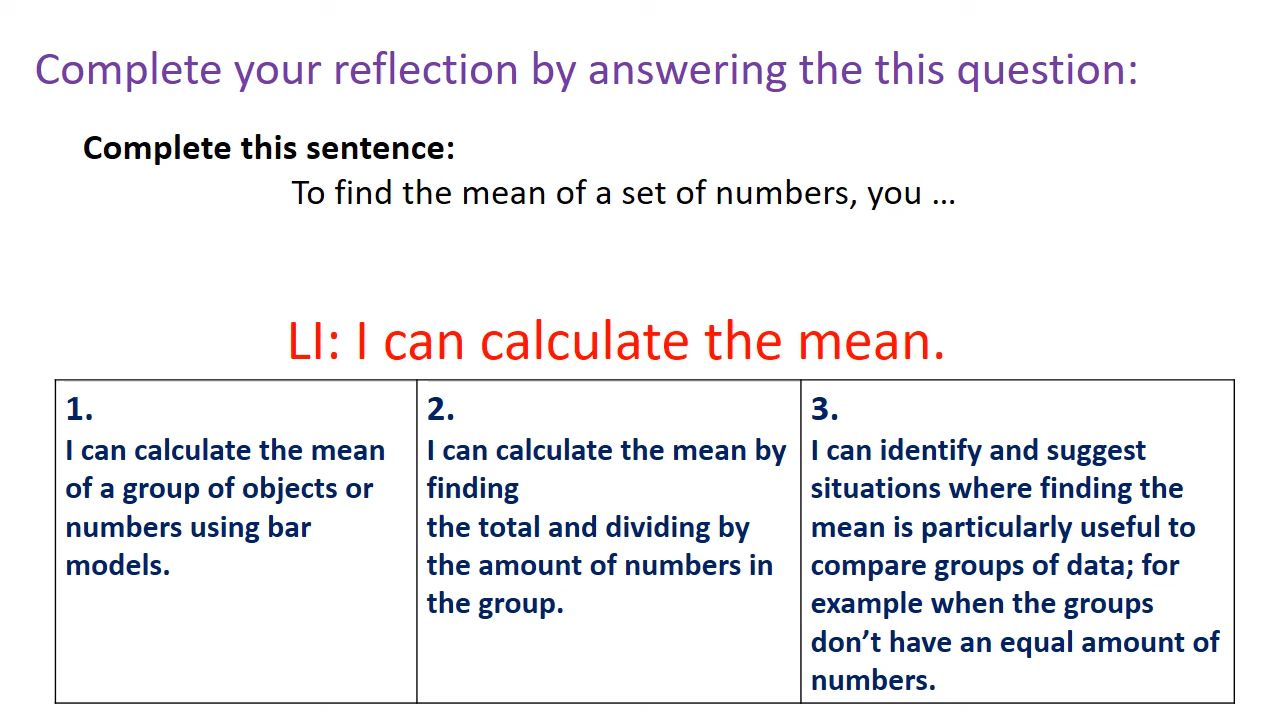 Complete your reflection by answering the this question:
Complete this sentence:
To find the mean of a set of numbers, you …
LI: I can calculate the mean.
1.
I can calculate the mean
of a group of objects or
numbers using bar
models.
2.
I can calculate the mean by
finding
the total and dividing by
the amount of numbers in
the group.
3.
I can identify and suggest
situations where finding the
mean is particularly useful to
compare groups of data; for
example when the groups
don’t have an equal amount of
numbers.